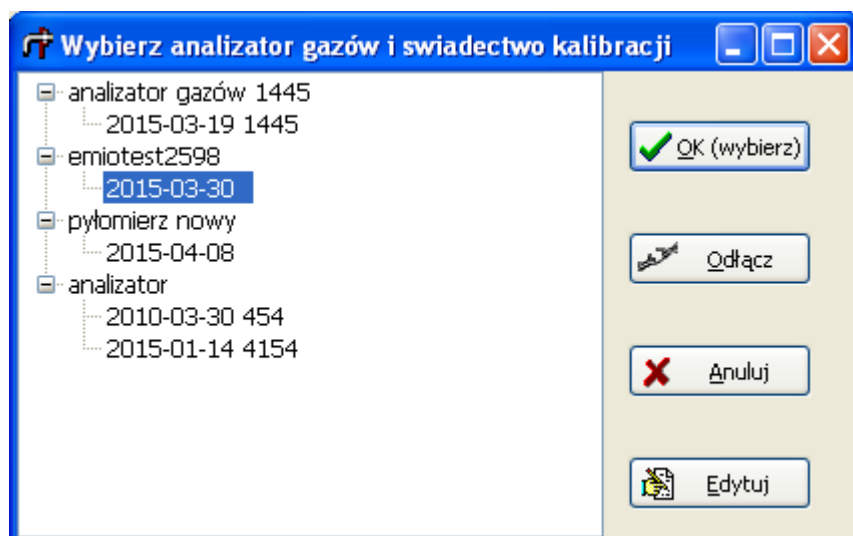 Wybierz analizator gazów i swiadectwo kalibracji
analizator gazów 1445
2015-03-19 1445
emiotest2598
2015-03-30
pyłomierz nowy
2015-04-08
analizator
2010-03-30 454
2015-01-14 4154
OK (wybierz)
Odłącz
Anuluj
Edytuj